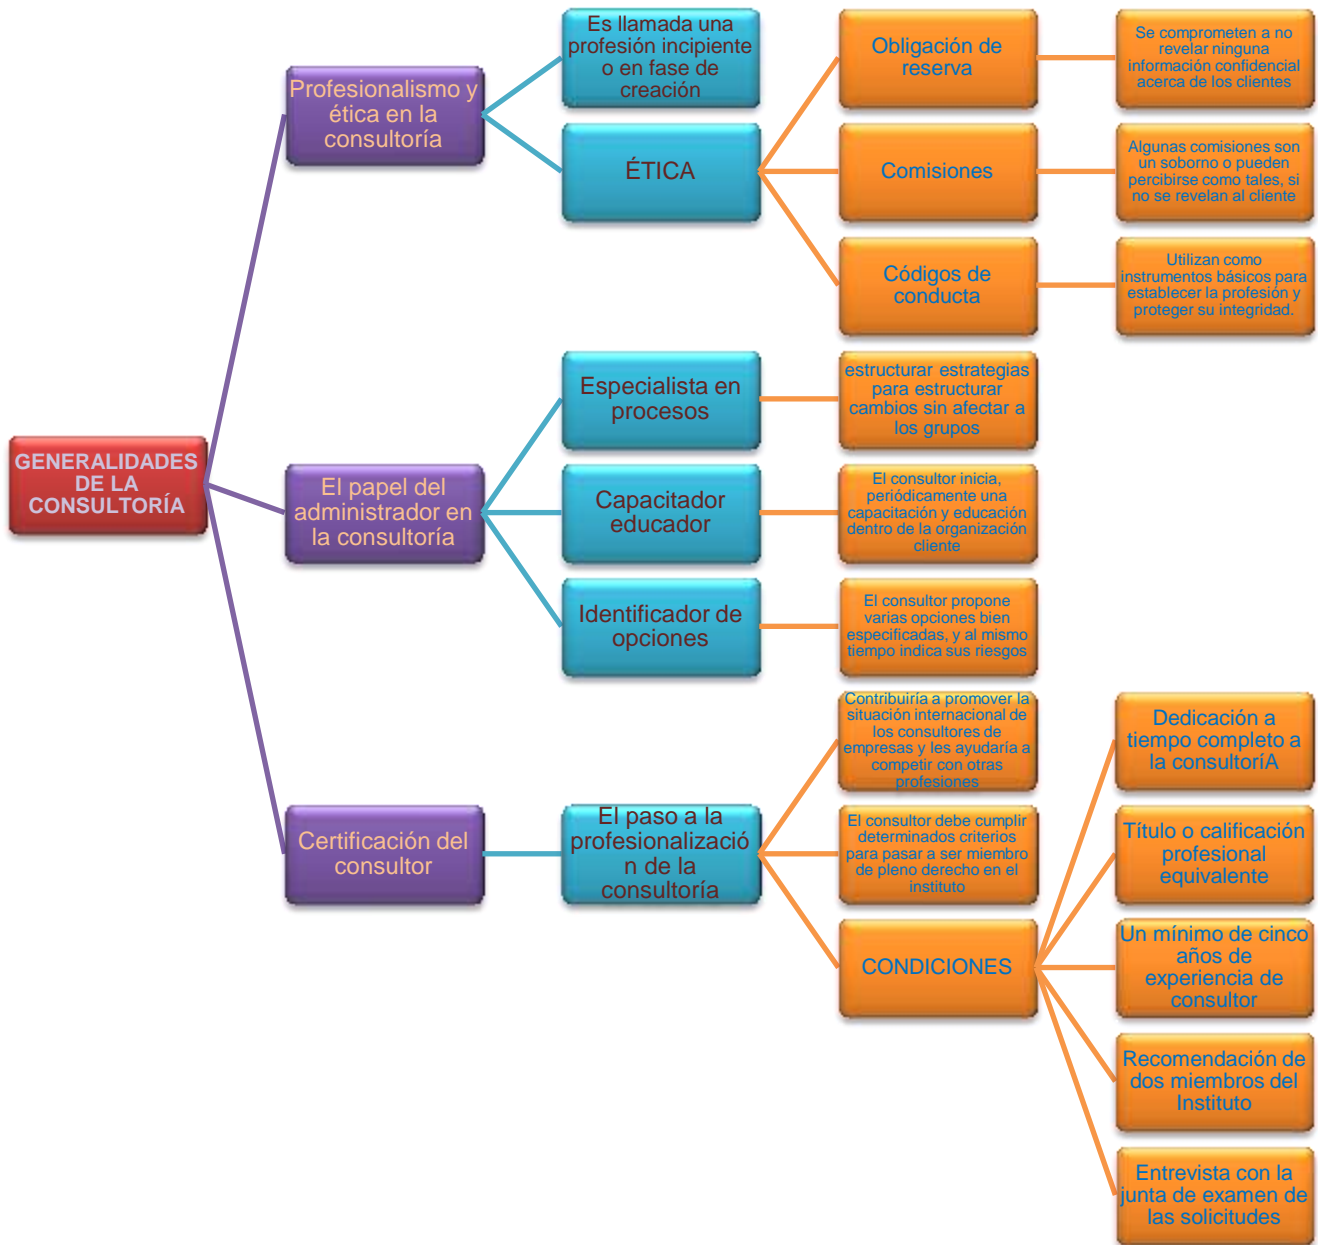 GENERALIDADES
DE LA
CONSULTORÍA
Profesionalismo y
ética en la
consultoría
Es llamada una
profesión incipiente
o en fase de
creación
ÉTICA
Obligación de
reserva
Se comprometen a no
revelar ninguna
información confidencial
acerca de los clientes
Comisiones
Algunas comisiones son
un soborno o pueden
percibirse como tales, si
no se revelan al cliente
Códigos de
conducta
Utilizan como
instrumentos básicos para
establecer la profesión y
proteger su integridad.
El papel del
administrador en
la consultoría
Especialista en
procesos
estructurar estrategias
para estructurar
cambios sin afectar a
los grupos
Capacitador
educador
El consultor inicia,
periódicamente una
capacitación y educación
dentro de la organización
cliente
Identificador de
opciones
El consultor propone
varias opciones bien
especificadas, y al mismo
tiempo indica sus riesgos
Certificación del
consultor
El paso a la
profesionalizació
n de la
consultoría
Contribuiría a promover la
situación internacional de
los consultores de
empresas y les ayudaría a
competir con otras
profesiones
El consultor debe cumplir
determinados criterios
para pasar a ser miembro
de pleno derecho en el
instituto
CONDICIONES
Dedicación a
tiempo completo a
la consultoríA
Título o calificación
profesional
equivalente
Un mínimo de cinco
años de
experiencia de
consultor
Recomendación de
dos miembros del
Instituto
Entrevista con la
junta de examen de
las solicitudes